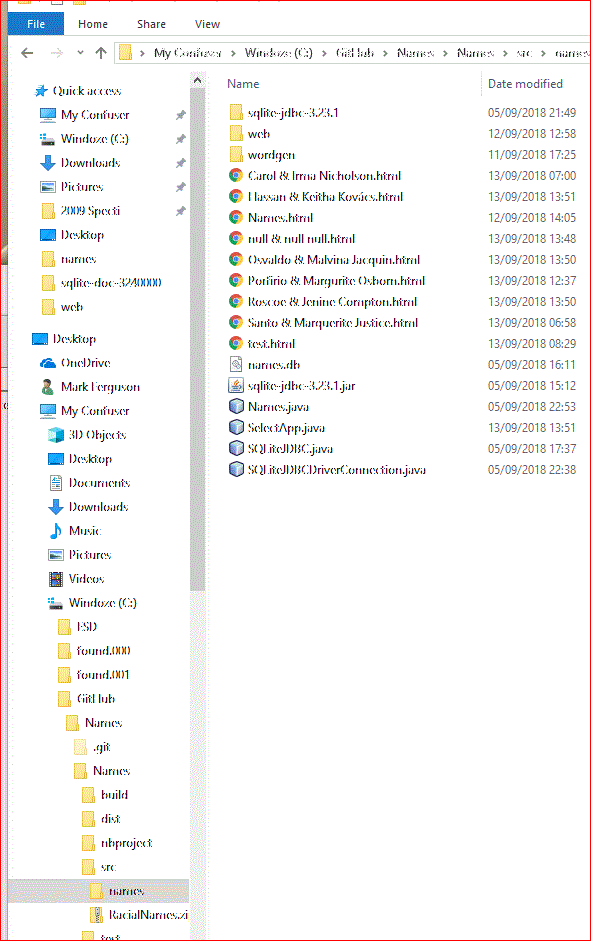 File Home Share View
My Confuser Windoze (C:) GitHub Names Names src names
Name Date modified
Quick access
My Confuser
Windoze (C:)
Downloads
Pictures
2009 Specti
Desktop
names
sqlite-doc-3240000
web
Desktop
OneDrive
Mark Ferguson
My Confuser
3D Objects
Desktop
Documents
Downloads
Music
Pictures
Videos
Windoze (C:)
ESD
found.000
found.001
GitHub
Names
.git
Names
build
dist
nbproject
src
names
RacialNames.zi
test
sqlite-jdbc-3.23.1 05/09/2018 21:49
web 12/09/2018 12:58
wordgen 11/09/2018 17:25
Carol & Irma Nicholson.html 13/09/2018 07:00
Hassan & Keitha Kovács.html 13/09/2018 13:51
Names.html 12/09/2018 14:05
null & null null.html 13/09/2018 13:48
Osvaldo & Malvina Jacquin.html 13/09/2018 13:50
Porfirio & Margurite Osborn.html 13/09/2018 12:37
Roscoe & Jenine Compton.html 13/09/2018 13:50
Santo & Marquerite Justice.html 13/09/2018 06:58
test.html 13/09/2018 08:29
names.db 05/09/2018 16:11
sqlite-jdbc-3.23.1.jar 05/09/2018 15:12
Names.java 05/09/2018 22:53
SelectApp.java 13/09/2018 13:51
SQLiteJDBC.java 05/09/2018 17:37
SQLiteJDBCDriverConnection.java 05/09/2018 22:38